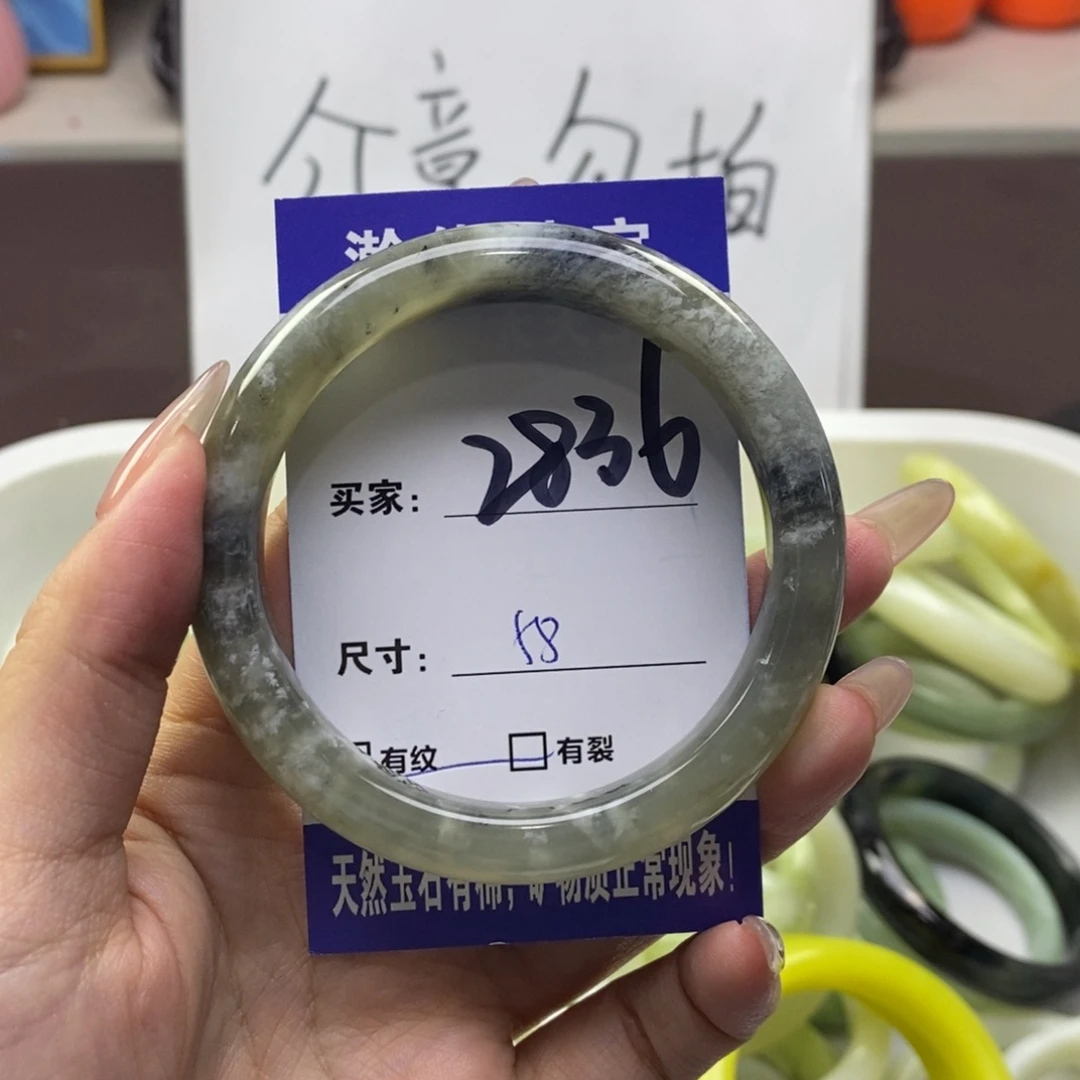 介意勿拍
买家: 2836
尺寸: 58
有纹 有裂
天然玉石有棉,矿物质正常现象!